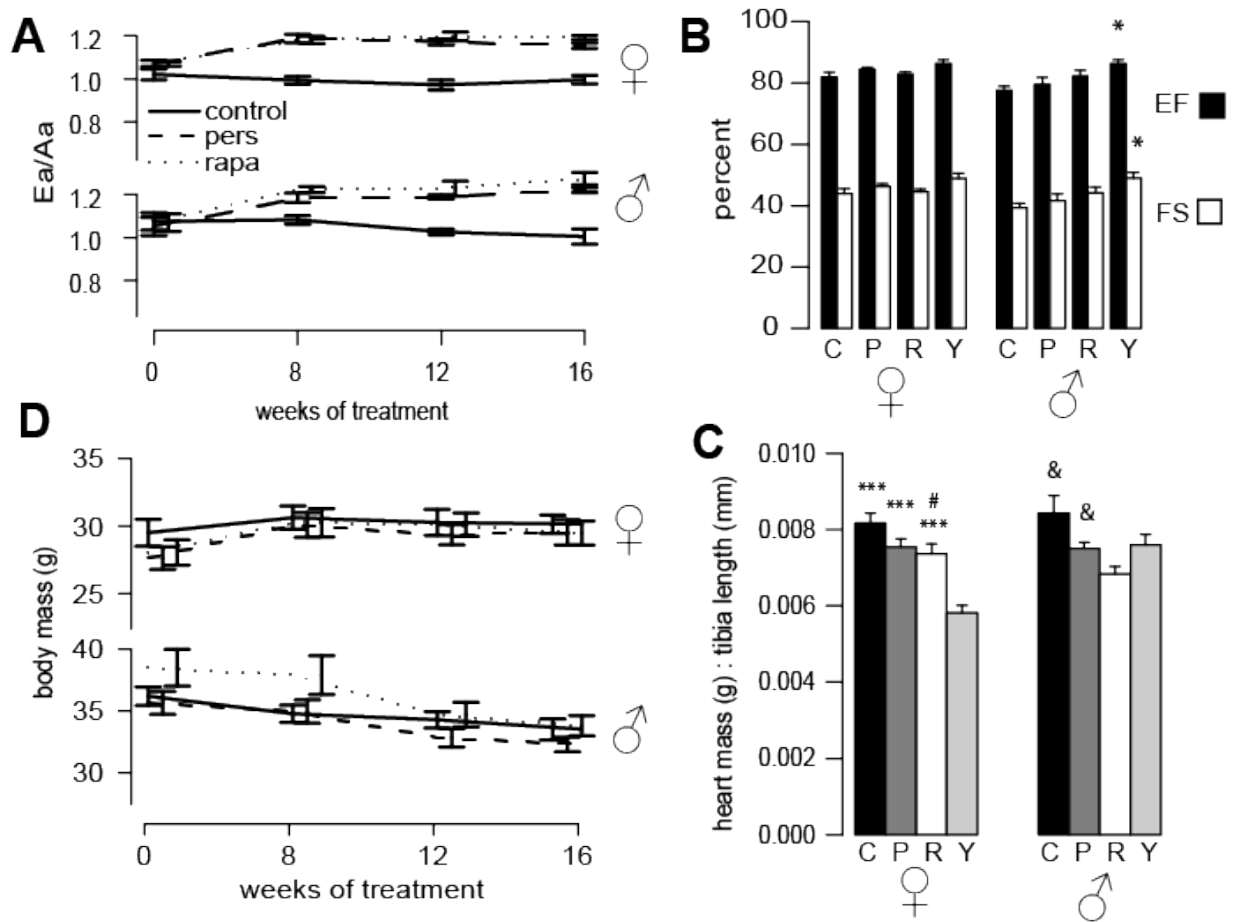 A
1.2
1.0
0.8
control
pers
rapa
1.2
1.0
0.8
Ea/Aa
♀
♂
0 8 12 16
weeks of treatment
B
100
80
60
40
20
0
percent
*
*
EF
FS
C P R Y C P R Y
♀ ♂
D
35
30
25
40
35
30
body mass (g)
♀
♂
0 8 12 16
weeks of treatment
C
0.010
0.008
0.006
0.004
0.002
0.000
heart mass (g) : tibia length (mm)
*** *** # *** & &
C P R Y C P R Y
♀ ♂